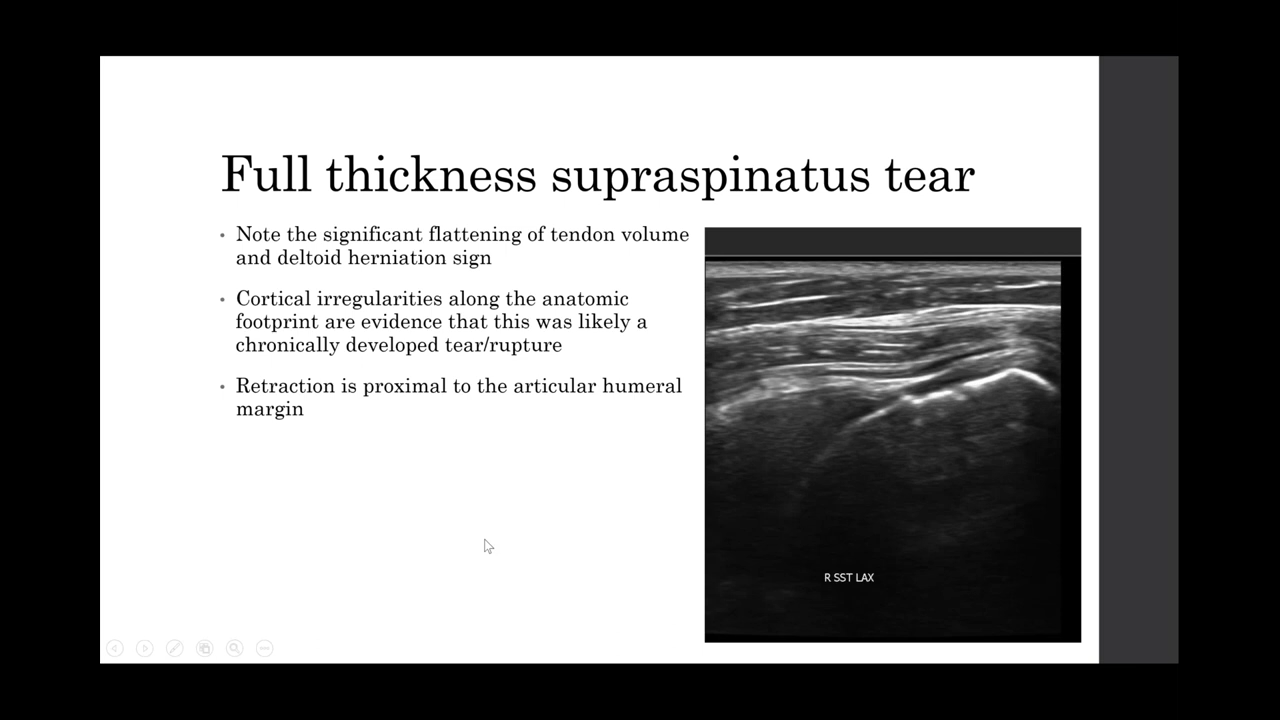 Full thickness supraspinatus tear
• Note the significant flattening of tendon volume
and deltoid herniation sign
• Cortical irregularities along the anatomic
footprint are evidence that this was likely a
chronically developed tear/rupture
• Retraction is proximal to the articular humeral
margin
R SST LAX